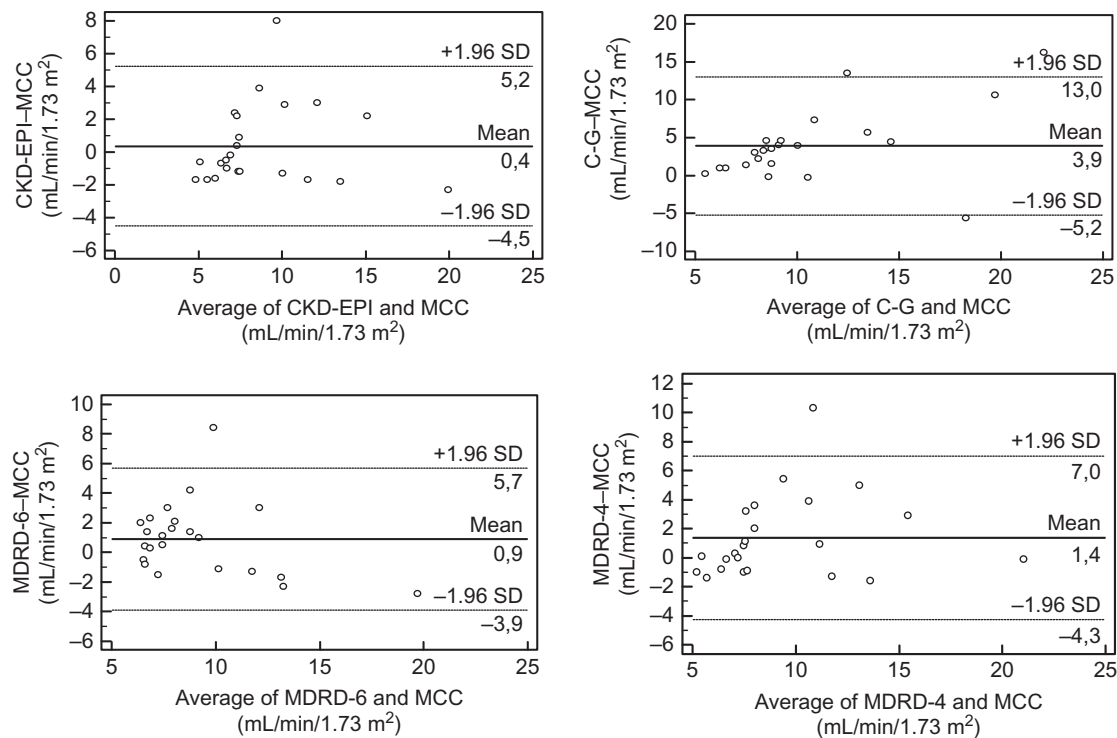 8
6
4
2
0
–2
–4
–6
CKD-EPI–MCC
(mL/min/1.73 m²)
+1.96 SD
5,2
Mean
0,4
–1.96 SD
–4,5
0 5 10 15 20 25
Average of CKD-EPI and MCC
(mL/min/1.73 m²)
20
15
10
5
0
–5
–10
C-G–MCC
(mL/min/1.73 m²)
+1.96 SD
13,0
Mean
3,9
–1.96 SD
–5,2
5 10 15 20 25
Average of C-G and MCC
(mL/min/1.73 m²)
10
8
6
4
2
0
–2
–4
–6
MDRD-6–MCC
(mL/min/1.73 m²)
+1.96 SD
5,7
Mean
0,9
–1.96 SD
–3,9
5 10 15 20 25
Average of MDRD-6 and MCC
(mL/min/1.73 m²)
12
10
8
6
4
2
0
–2
–4
–6
MDRD-4–MCC
(mL/min/1.73 m²)
+1.96 SD
7,0
Mean
1,4
–1.96 SD
–4,3
5 10 15 20 25
Average of MDRD-4 and MCC
(mL/min/1.73 m²)